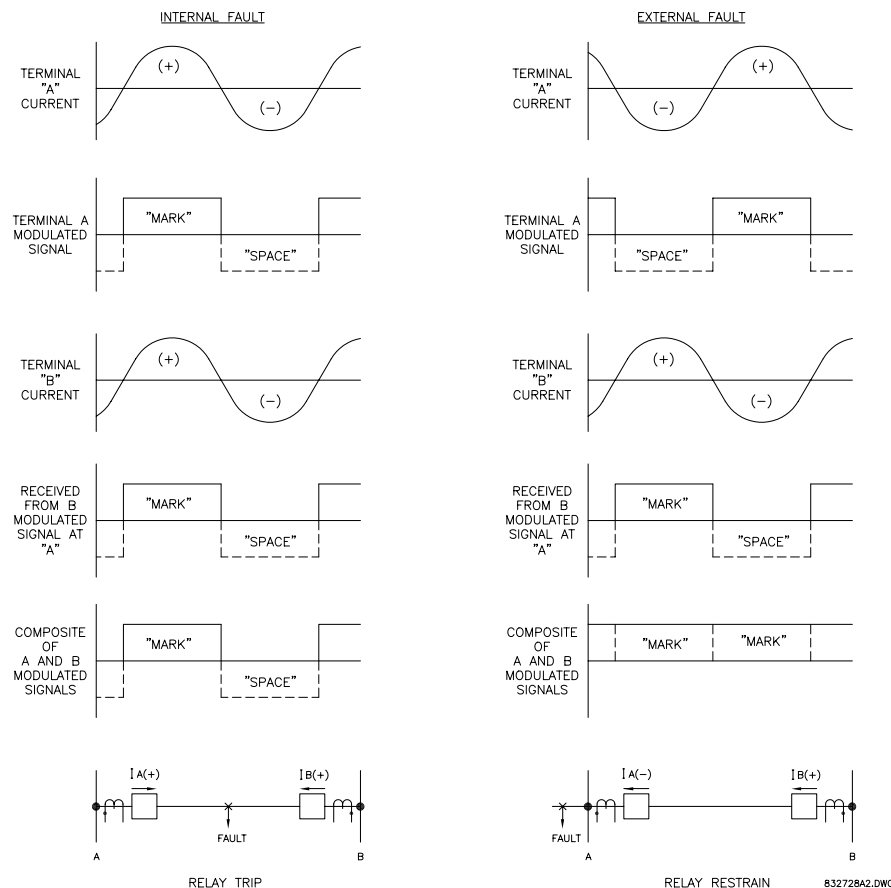 INTERNAL FAULT
TERMINAL
"A"
CURRENT
(+)
(-)
TERMINAL A
MODULATED
SIGNAL
"MARK"
"SPACE"
TERMINAL
"B"
CURRENT
(+)
(-)
RECEIVED
FROM B
MODULATED
SIGNAL AT
"A"
"MARK"
"SPACE"
COMPOSITE
OF
A AND B
MODULATED
SIGNALS
"MARK"
"SPACE"
I A(+)
I B(+)
FAULT
A
B
RELAY TRIP
EXTERNAL FAULT
TERMINAL
"A"
CURRENT
(-)
(+)
TERMINAL A
MODULATED
SIGNAL
"SPACE"
"MARK"
TERMINAL
"B"
CURRENT
(+)
(-)
RECEIVED
FROM B
MODULATED
SIGNAL AT
"A"
"MARK"
"SPACE"
COMPOSITE
OF
A AND B
MODULATED
SIGNALS
"MARK"
"MARK"
I A(-)
I B(+)
FAULT
A
B
RELAY RESTRAIN
832728A2.DWG